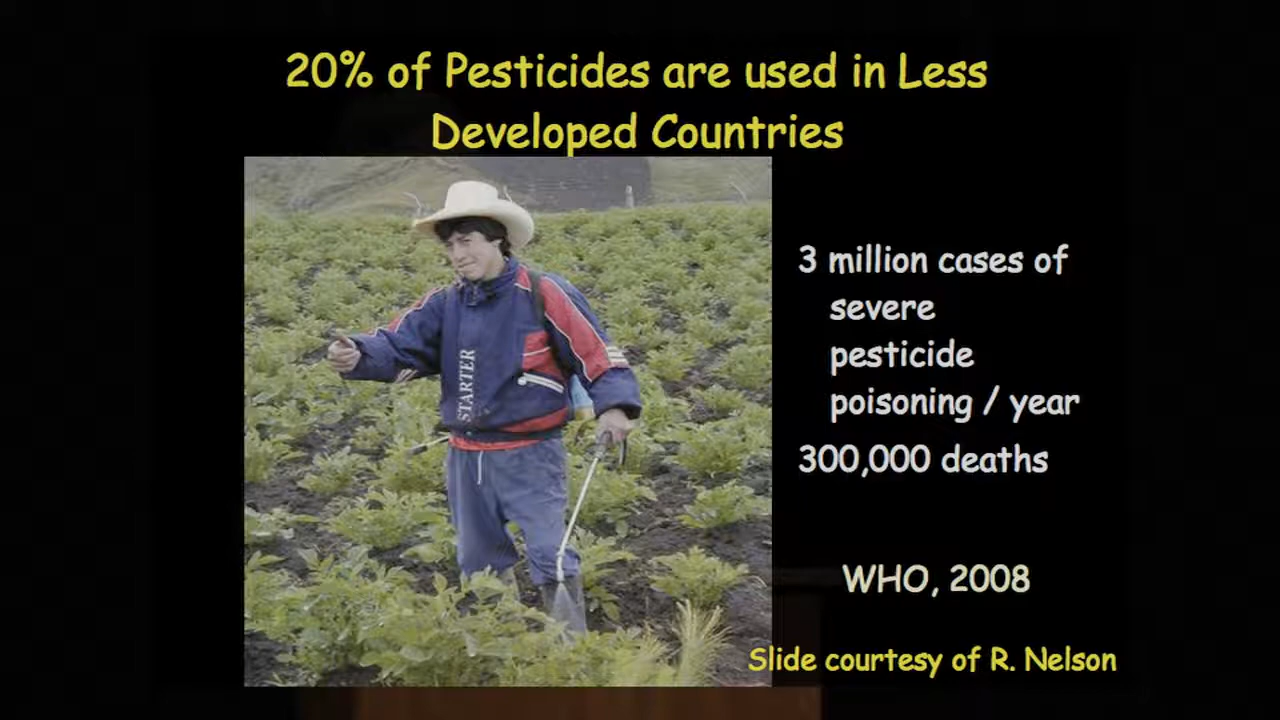 20% of Pesticides are used in Less
Developed Countries
STARTER
3 million cases of
severe
pesticide
poisoning / year
300,000 deaths
WHO, 2008
Slide courtesy of R. Nelson